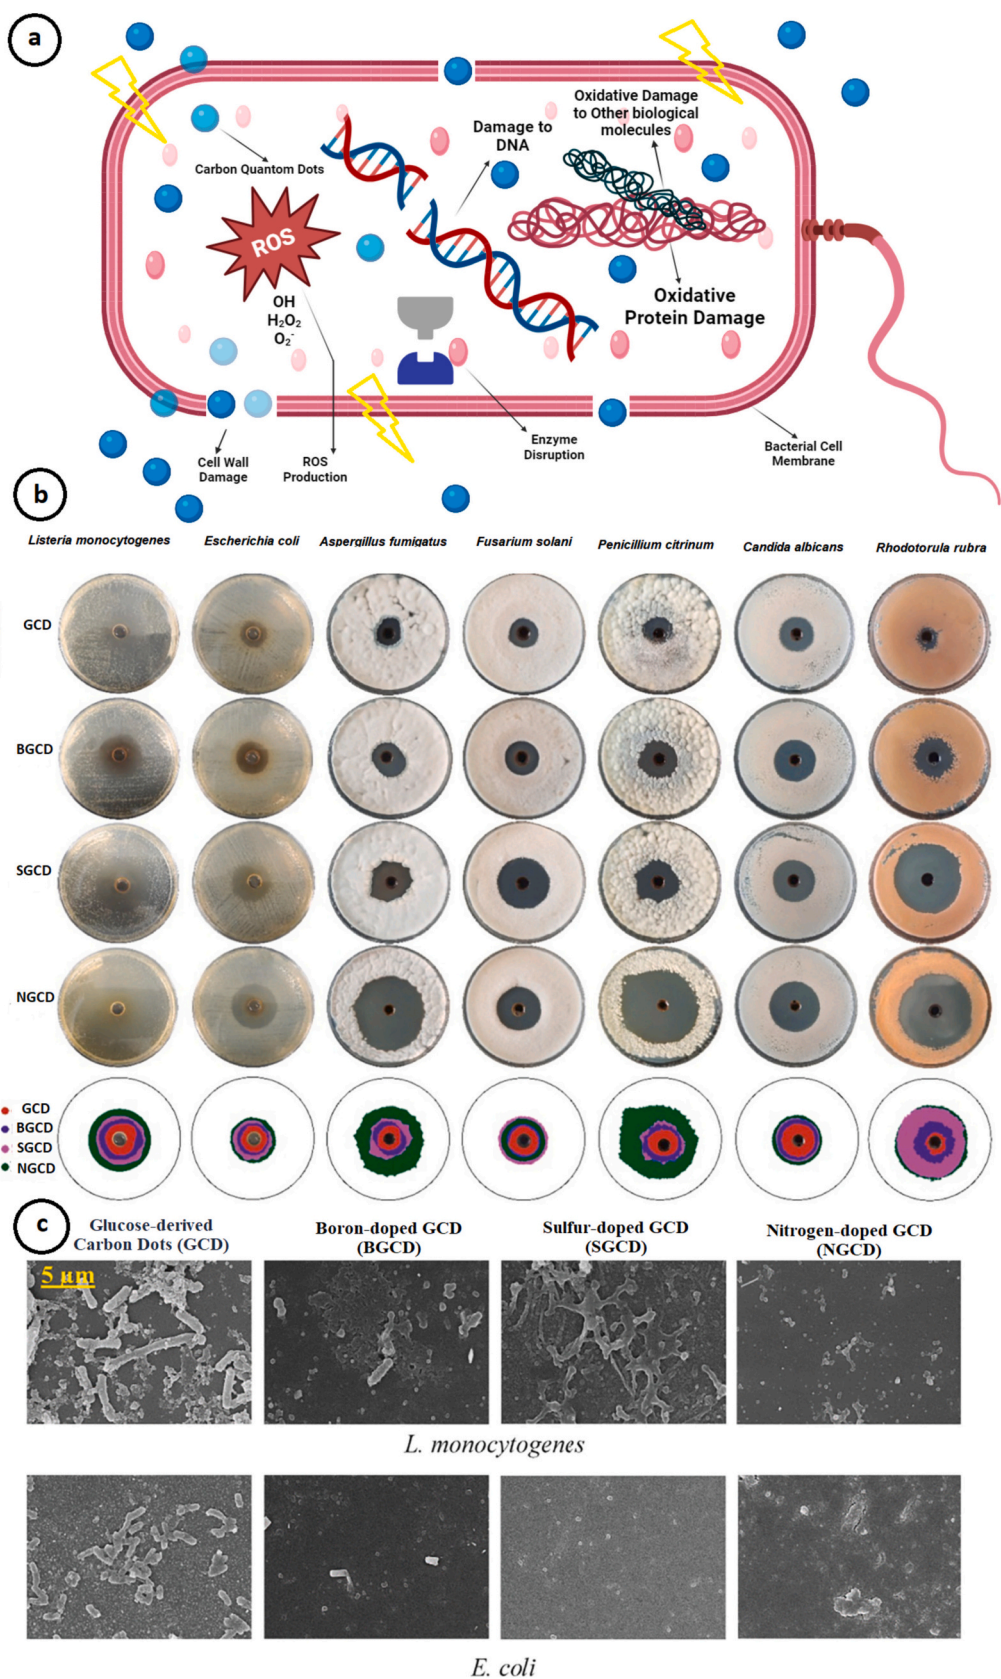 a
Oxidative Damage
to Other biological
molecules
Damage to
DNA
Carbon Quantom Dots
ROS
OH
H₂O₂
O₂⁻
Oxidative
Protein Damage
Cell Wall
Damage
ROS
Production
Enzyme
Disruption
Bacterial Cell
Membrane
b
Listeria monocytogenes
Escherichia coli
Aspergillus fumigatus
Fusarium solani
Penicillium citrinum
Candida albicans
Rhodotorula rubra
GCD
BGCD
SGCD
NGCD
GCD
BGCD
SGCD
NGCD
c
Glucose-derived
Carbon Dots (GCD)
Boron-doped GCD
(BGCD)
Sulfur-doped GCD
(SGCD)
Nitrogen-doped GCD
(NGCD)
5 µm
L. monocytogenes
E. coli